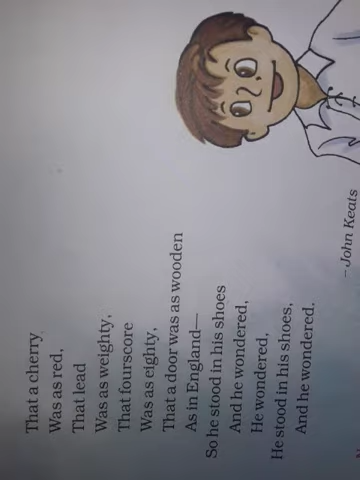 That a cherry
Was as red,
That lead
Was as weighty,
That fourscore
Was as eighty,
That a door was as wooden
As in England—
So he stood in his shoes
And he wondered,
He wondered,
He stood in his shoes,
And he wondered.
– John Keats